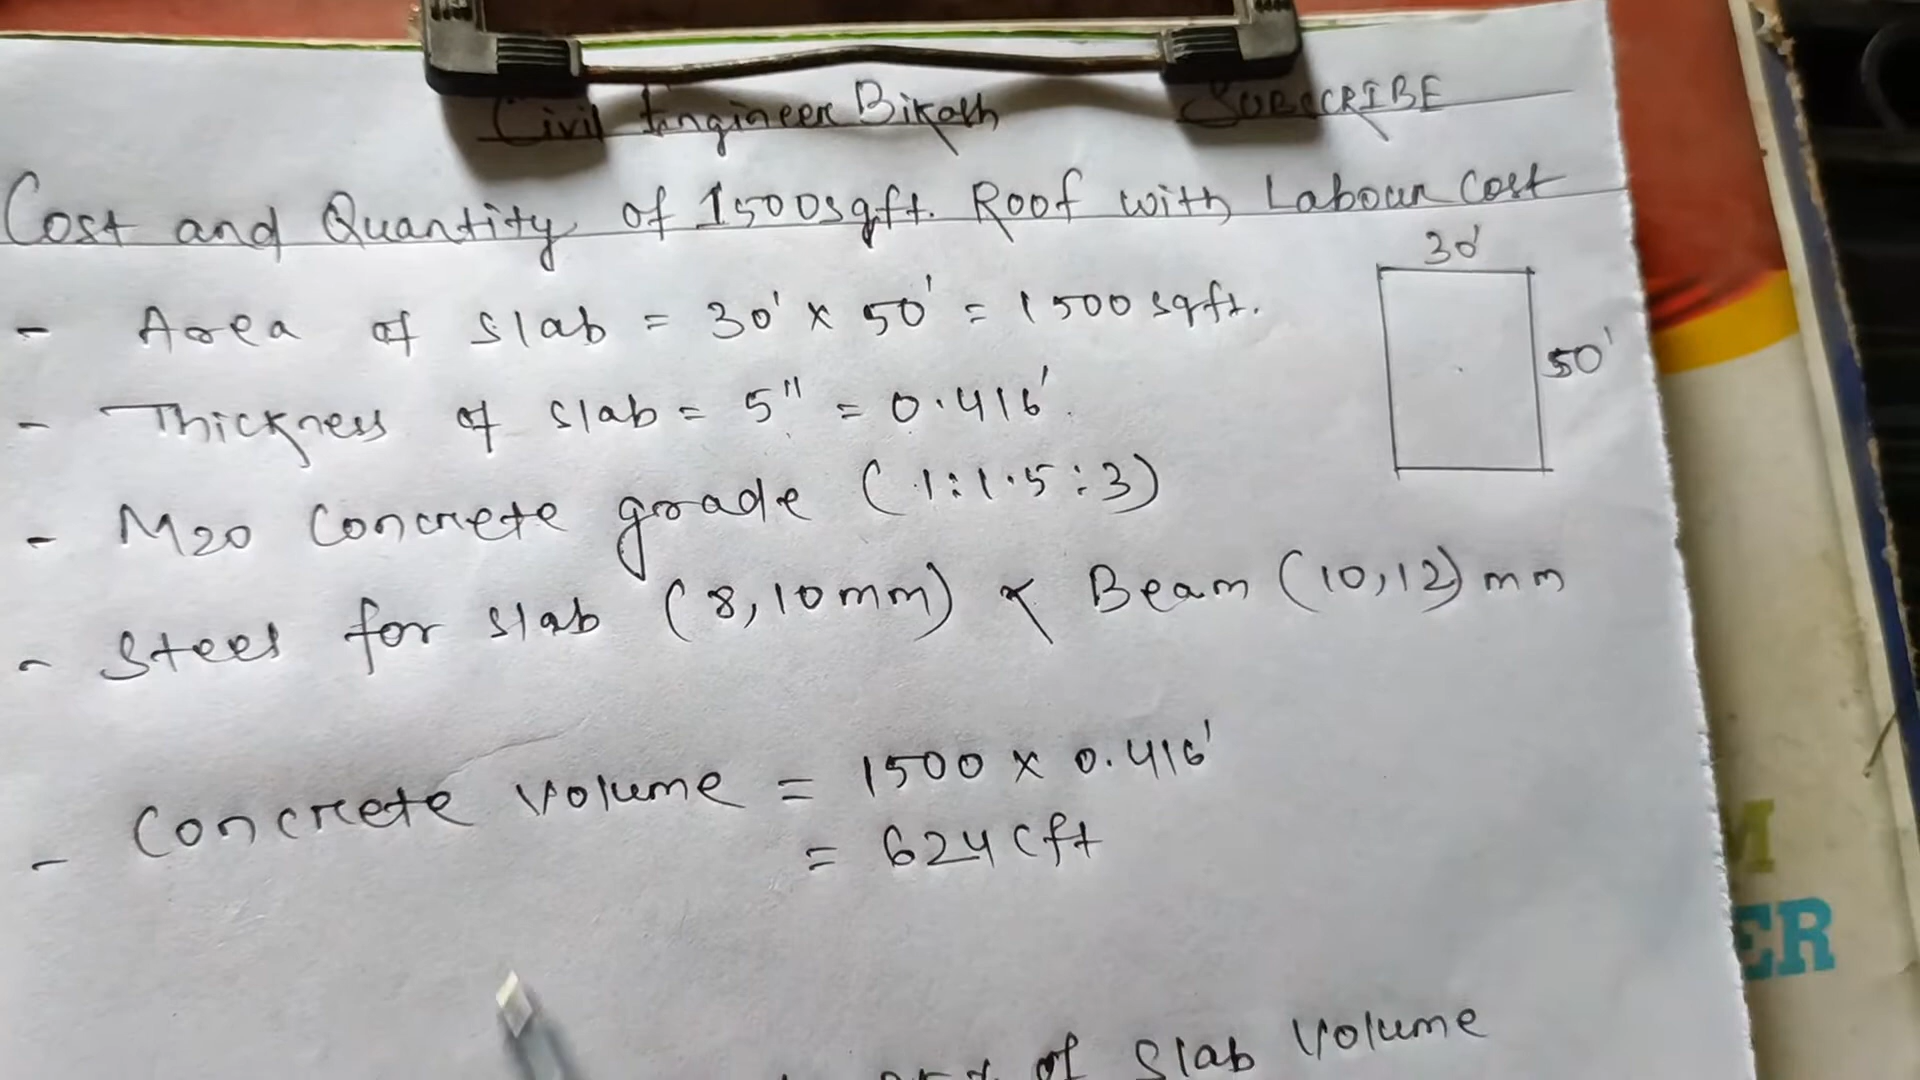 Civil Engineer Bikash SUBSCRIBE
Cost and Quantity of 1500sqft. Roof with Labour Cost
30'
- Area of slab = 30' x 50' = 1500 sqft.
50'
- Thickness of slab = 5" = 0.416'.
- M20 Concrete grade (1:1.5:3)
- Steel for slab (8,10mm) & Beam (10,12) mm
- Concrete volume = 1500 x 0.416'
= 624 cft
of slab volume
ER